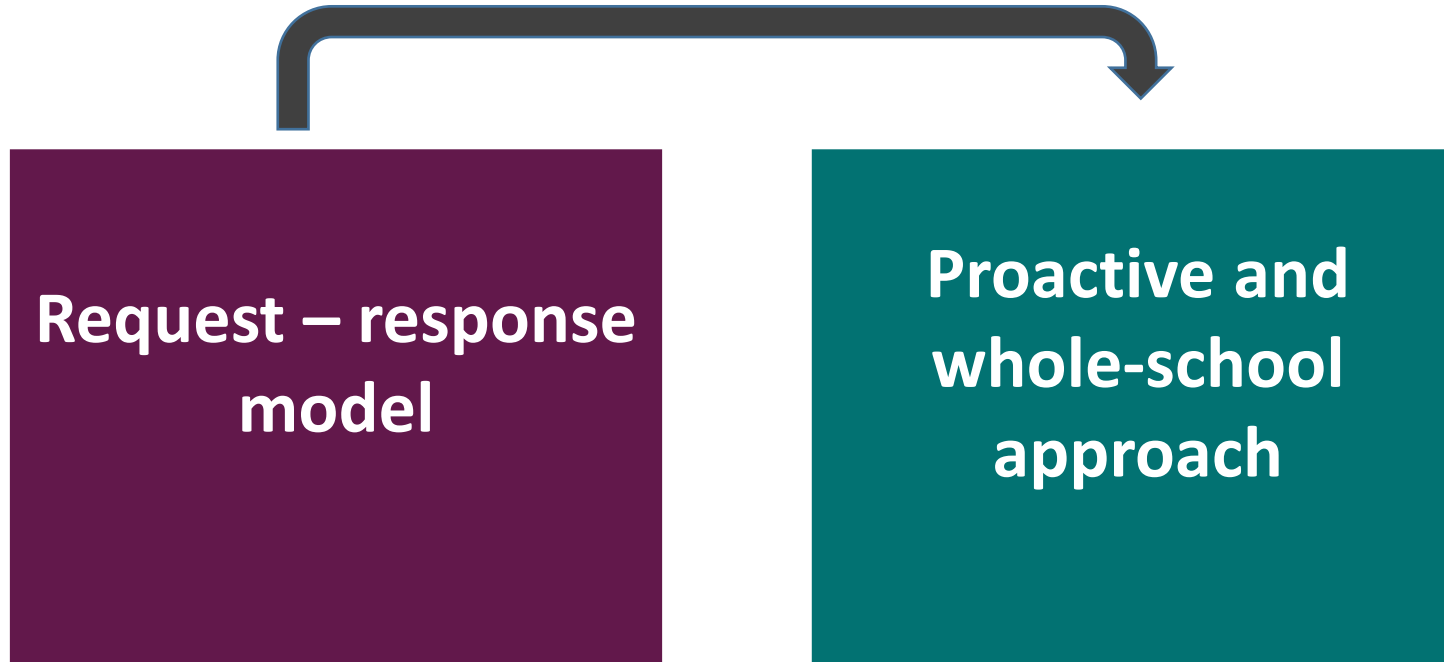 Request – response
model
Proactive and
whole-school
approach